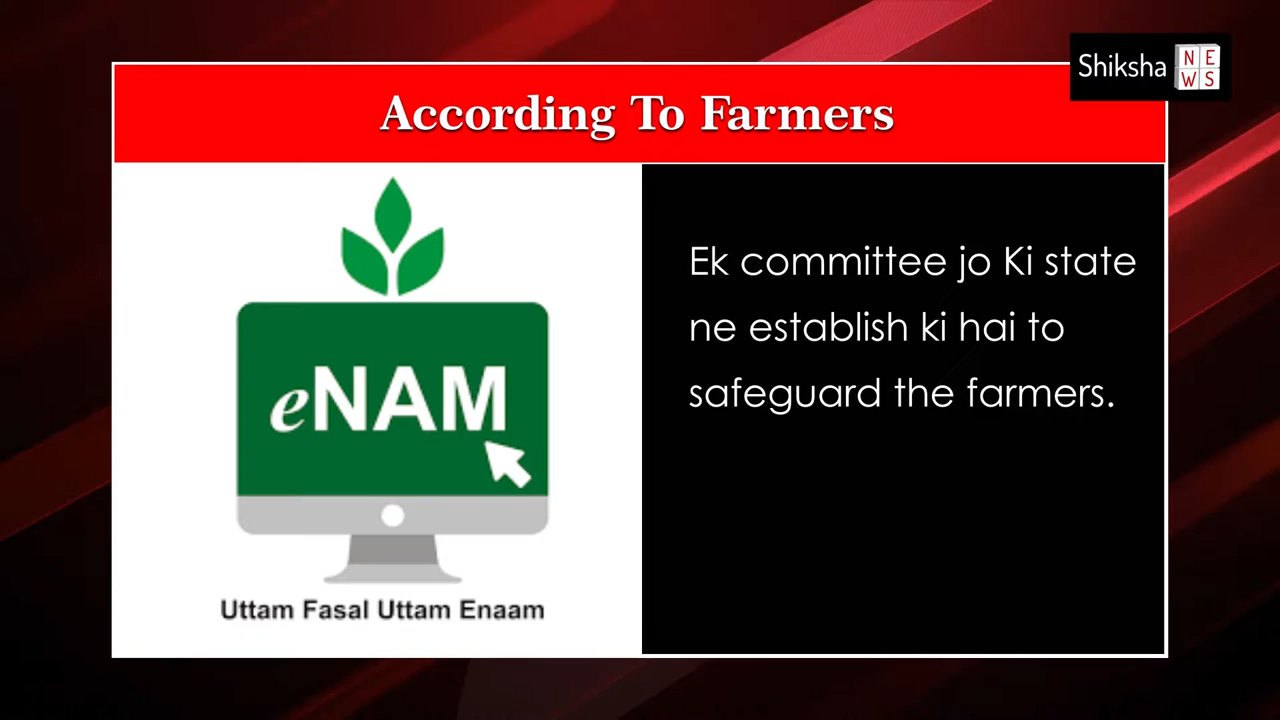 Shiksha NEWS
According To Farmers
Ek committee jo Ki state
ne establish ki hai to
safeguard the farmers.
eNAM
Uttam Fasal Uttam Enaam